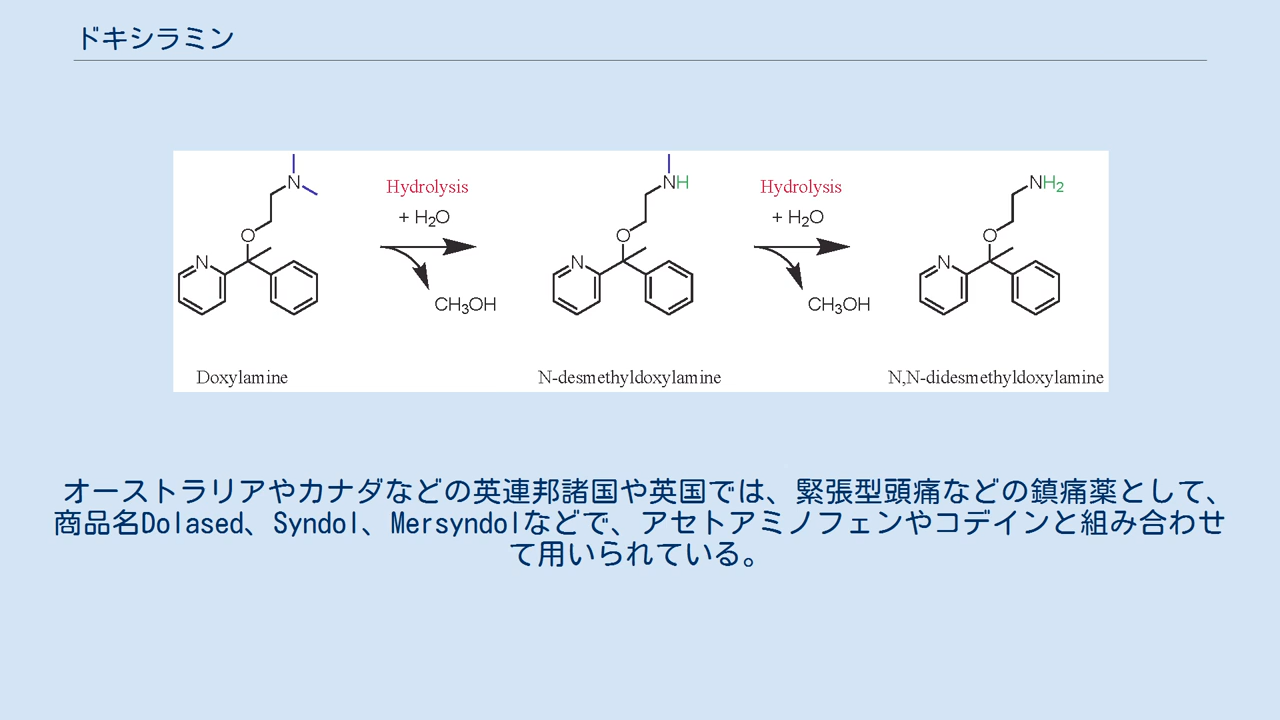 ドキシラミン
Hydrolysis
+ H2O
CH3OH
Hydrolysis
+ H2O
CH3OH
N
O
N
NH
O
N
NH2
O
N
Doxylamine
N-desmethyldoxylamine
N,N-didesmethyldoxylamine
オーストラリアやカナダなどの英連邦諸国や英国では、緊張型頭痛などの鎮痛薬として、
商品名Dolased、Syndol、Mersyndolなどで、アセトアミノフェンやコデインと組み合わせ
て用いられている。